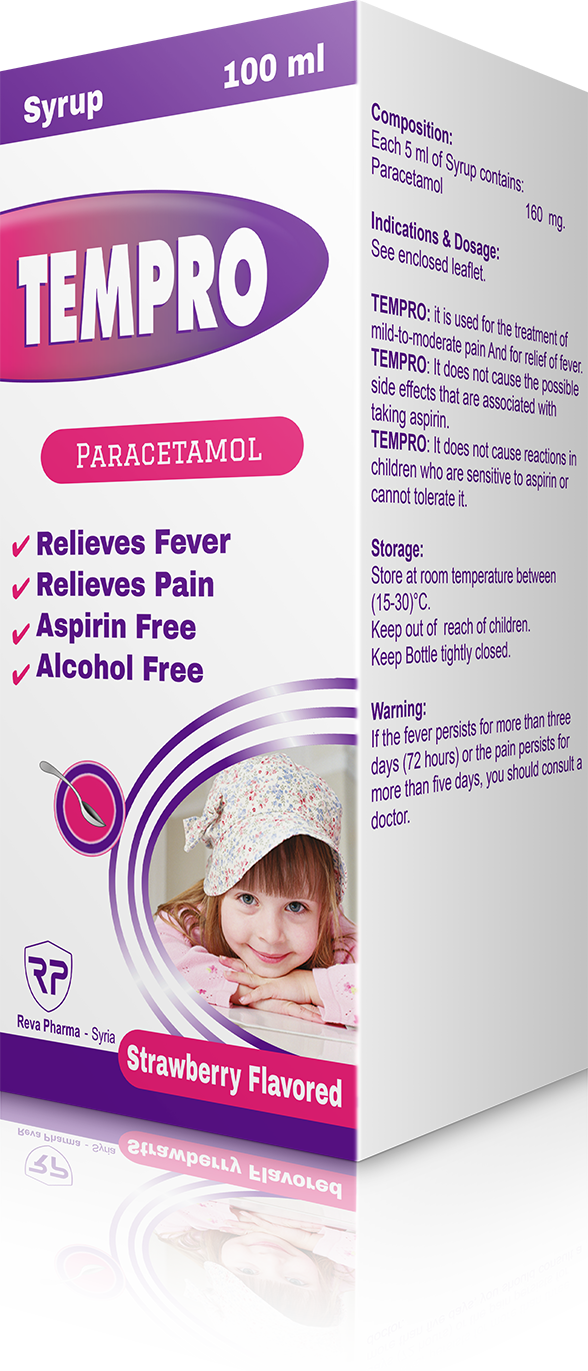 Syrup 100 ml
TEMPRO
PARACETAMOL
Relieves Fever
Relieves Pain
Aspirin Free
Alcohol Free
RP
Reva Pharma - Syria
Strawberry Flavored
Composition:
Each 5 ml of Syrup contains:
Paracetamol 160 mg.
Indications & Dosage:
See enclosed leaflet.
TEMPRO: it is used for the treatment of
mild-to-moderate pain And for relief of fever.
TEMPRO: It does not cause the possible
side effects that are associated with
taking aspirin.
TEMPRO: It does not cause reactions in
children who are sensitive to aspirin or
cannot tolerate it.
Storage:
Store at room temperature between
(15-30)°C.
Keep out of reach of children.
Keep Bottle tightly closed.
Warning:
If the fever persists for more than three
days (72 hours) or the pain persists for
more than five days, you should consult a
doctor.